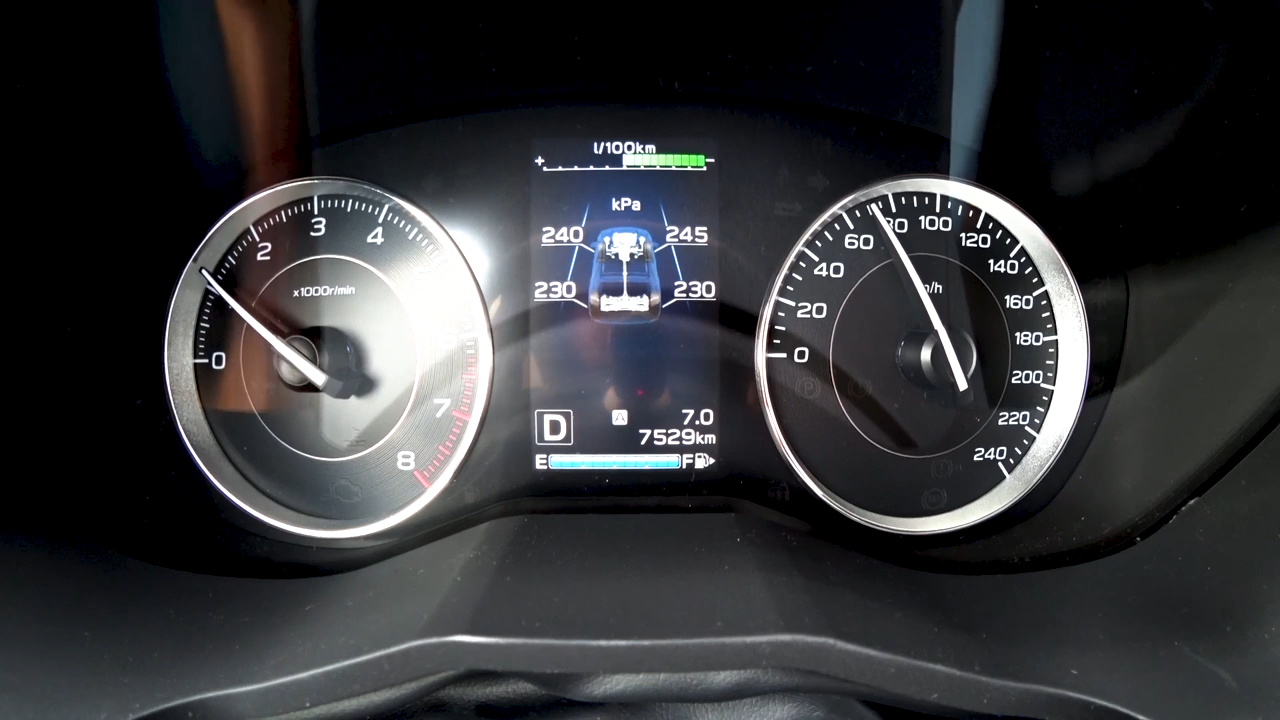 l/100km
+ −
kPa
240 245
230 230
D A 7.0
7529km
E F
0 2 3 4 7 8
x1000r/min
0 20 40 60 80 100 120 140 160 180 200 220 240